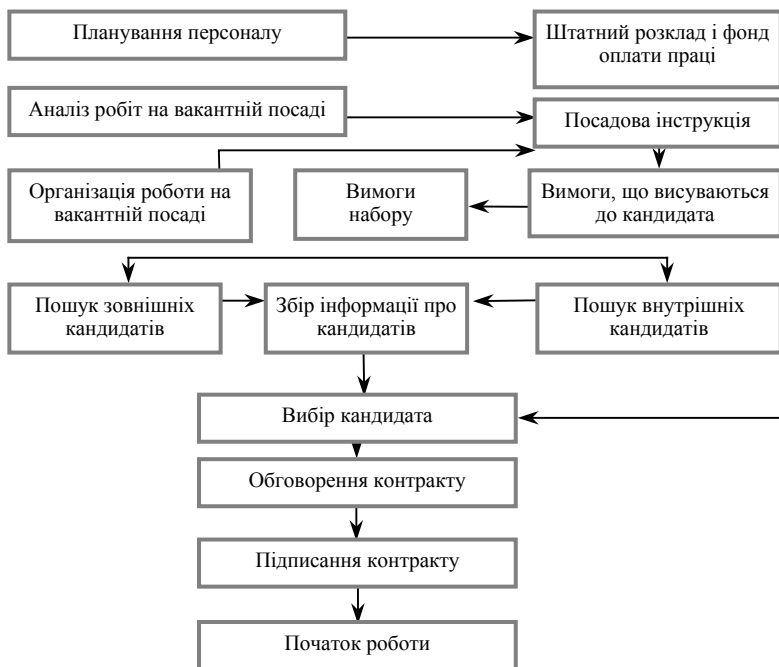 Планування персоналу
Штатний розклад і фонд
оплати праці
Аналіз робіт на вакантній посаді
Посадова інструкція
Організація роботи на
вакантній посаді
Вимоги
набору
Вимоги, що висуваються
до кандидата
Пошук зовнішніх
кандидатів
Збір інформації про
кандидатів
Пошук внутрішніх
кандидатів
Вибір кандидата
Обговорення контракту
Підписання контракту
Початок роботи